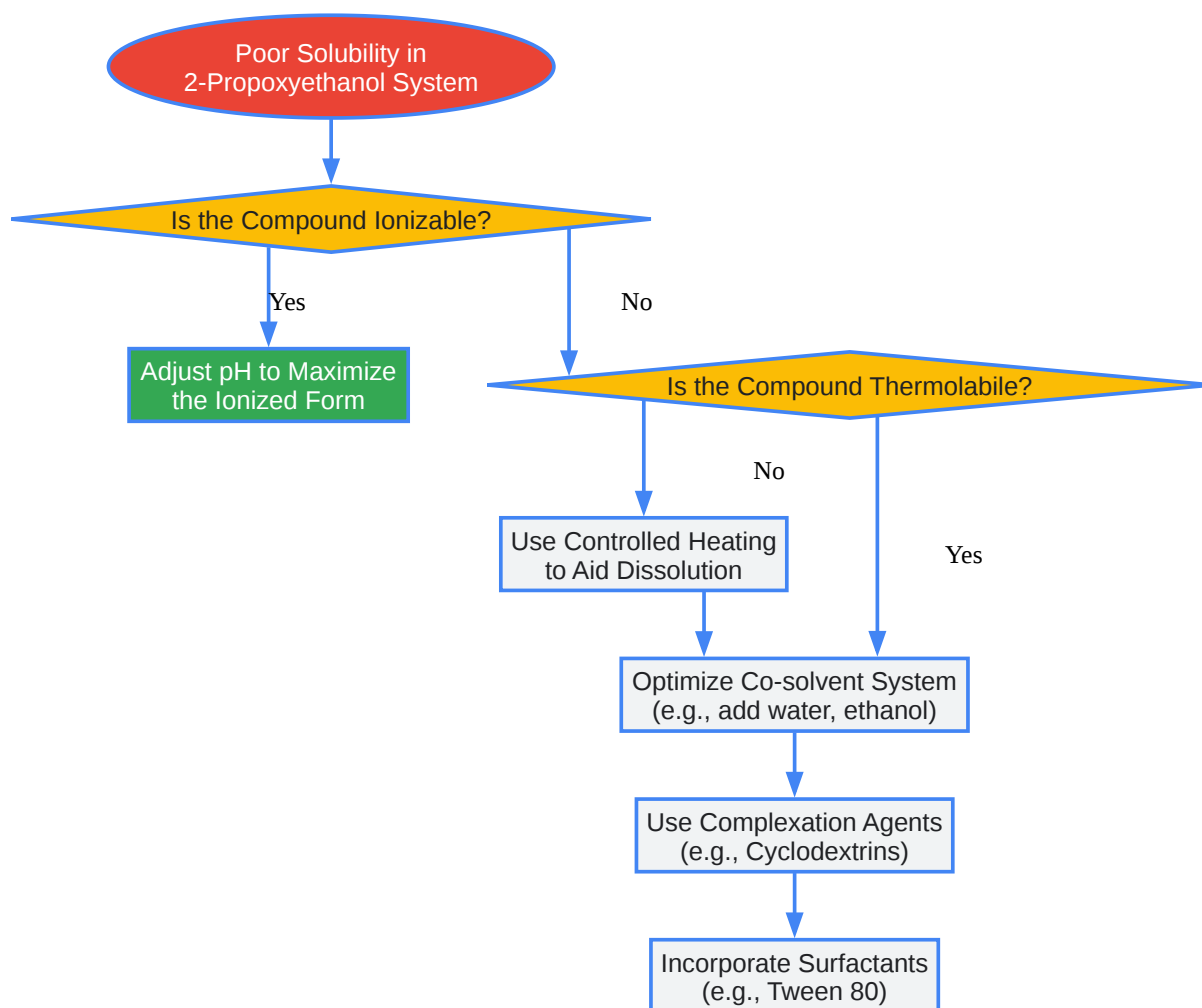 Poor Solubility in
2-Propoxyethanol System
Is the Compound Ionizable?
Yes
No
Adjust pH to Maximize
the Ionized Form
Is the Compound Thermolabile?
No
Use Controlled Heating
to Aid Dissolution
Yes
Optimize Co-solvent System
(e.g., add water, ethanol)
Use Complexation Agents
(e.g., Cyclodextrins)
Incorporate Surfactants
(e.g., Tween 80)